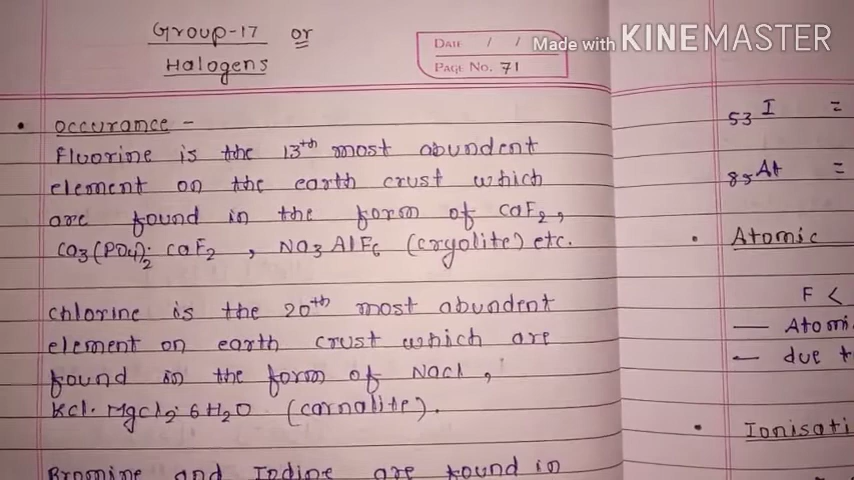 Group-17 or
Halogens
DATE / /
PAGE NO. 71
Made with KINEMASTER
• Occurance -
Fluorine is the 13th most abundent
element on the earth crust which
are found in the form of CaF2,
Ca3(PO4)2·CaF2, Na3AlF6 (cryolite) etc.
Chlorine is the 20th most abundent
element on earth crust which are
found in the form of NaCl,
KCl·MgCl2·6H2O (carnalite).
Bromine and Iodine are found in
53 I =
85 At =
• Atomic
F <
— Atomi
— due t
• Ionisati